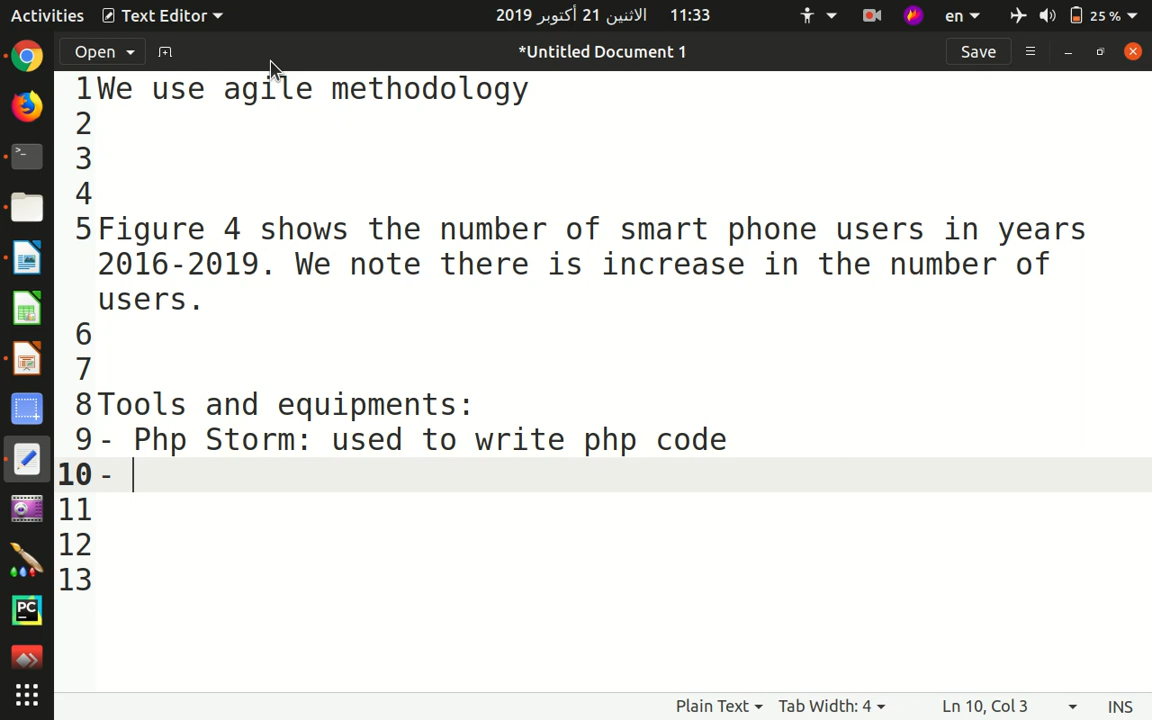 Activities Text Editor 2019 الاثنين 21 أكتوبر 11:33 en 25 %
Open *Untitled Document 1 Save
1 We use agile methodology
2
3
4
5 Figure 4 shows the number of smart phone users in years
2016-2019. We note there is increase in the number of
users.
6
7
8 Tools and equipments:
9 - Php Storm: used to write php code
10 -
11
12
13
PC
Plain Text Tab Width: 4 Ln 10, Col 3 INS